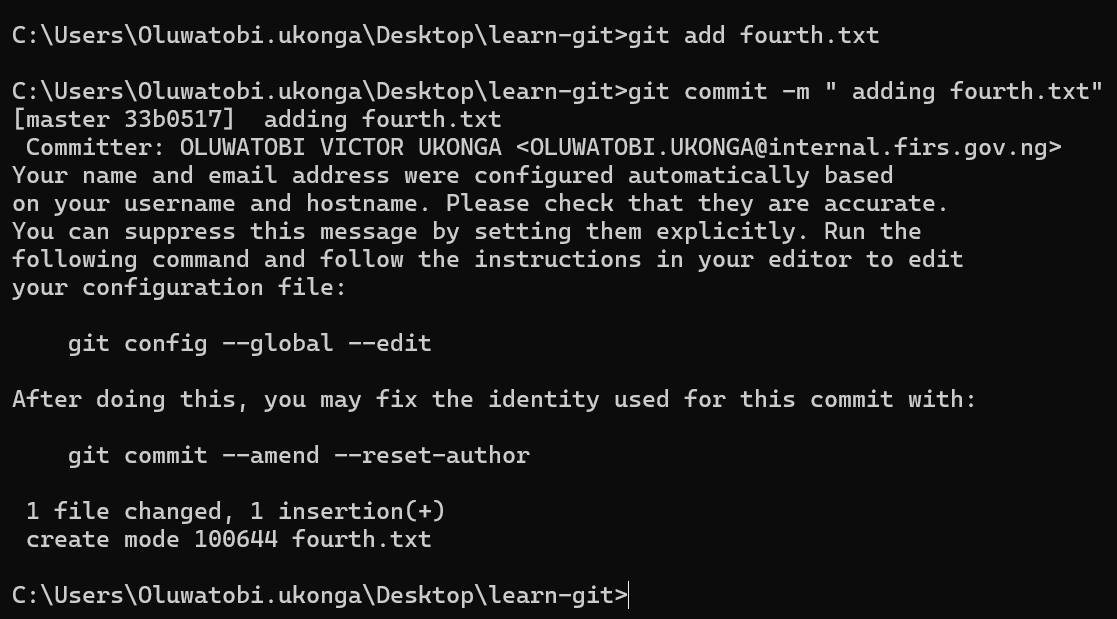 C:\Users\Oluwatobi.ukonga\Desktop\learn-git>git add fourth.txt
C:\Users\Oluwatobi.ukonga\Desktop\learn-git>git commit -m " adding fourth.txt"
[master 33b0517]  adding fourth.txt
 Committer: OLUWATOBI VICTOR UKONGA <OLUWATOBI.UKONGA@internal.firs.gov.ng>
Your name and email address were configured automatically based
on your username and hostname. Please check that they are accurate.
You can suppress this message by setting them explicitly. Run the
following command and follow the instructions in your editor to edit
your configuration file:
    git config --global --edit
After doing this, you may fix the identity used for this commit with:
    git commit --amend --reset-author
 1 file changed, 1 insertion(+)
 create mode 100644 fourth.txt
C:\Users\Oluwatobi.ukonga\Desktop\learn-git>